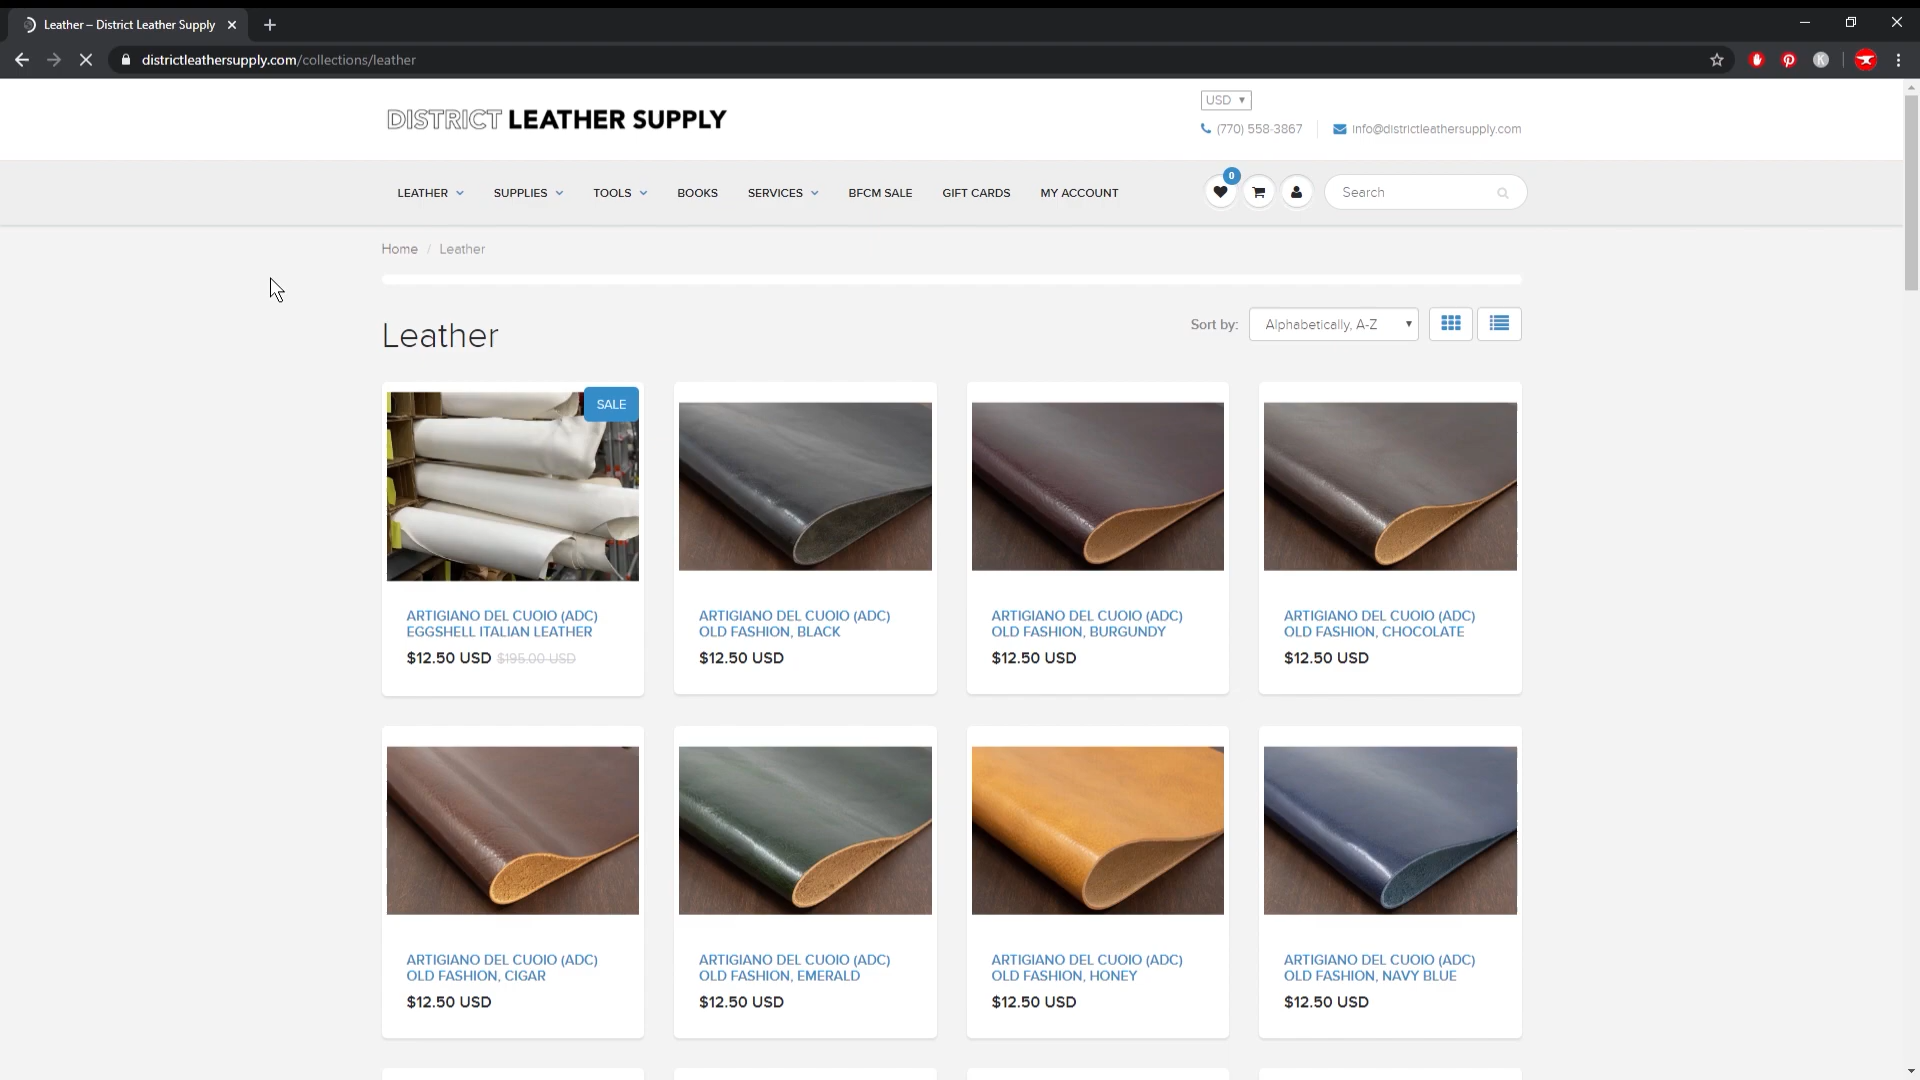 Leather – District Leather Supply
districtleathersupply.com/collections/leather
DISTRICT LEATHER SUPPLY
USD
(770) 558-3867
info@districtleathersupply.com
LEATHER SUPPLIES TOOLS BOOKS SERVICES BFCM SALE GIFT CARDS MY ACCOUNT
0
Search
Home / Leather
Leather
Sort by: Alphabetically, A-Z
SALE
ARTIGIANO DEL CUOIO (ADC)
EGGSHELL ITALIAN LEATHER
$12.50 USD $195.00 USD
ARTIGIANO DEL CUOIO (ADC)
OLD FASHION, BLACK
$12.50 USD
ARTIGIANO DEL CUOIO (ADC)
OLD FASHION, BURGUNDY
$12.50 USD
ARTIGIANO DEL CUOIO (ADC)
OLD FASHION, CHOCOLATE
$12.50 USD
ARTIGIANO DEL CUOIO (ADC)
OLD FASHION, CIGAR
$12.50 USD
ARTIGIANO DEL CUOIO (ADC)
OLD FASHION, EMERALD
$12.50 USD
ARTIGIANO DEL CUOIO (ADC)
OLD FASHION, HONEY
$12.50 USD
ARTIGIANO DEL CUOIO (ADC)
OLD FASHION, NAVY BLUE
$12.50 USD